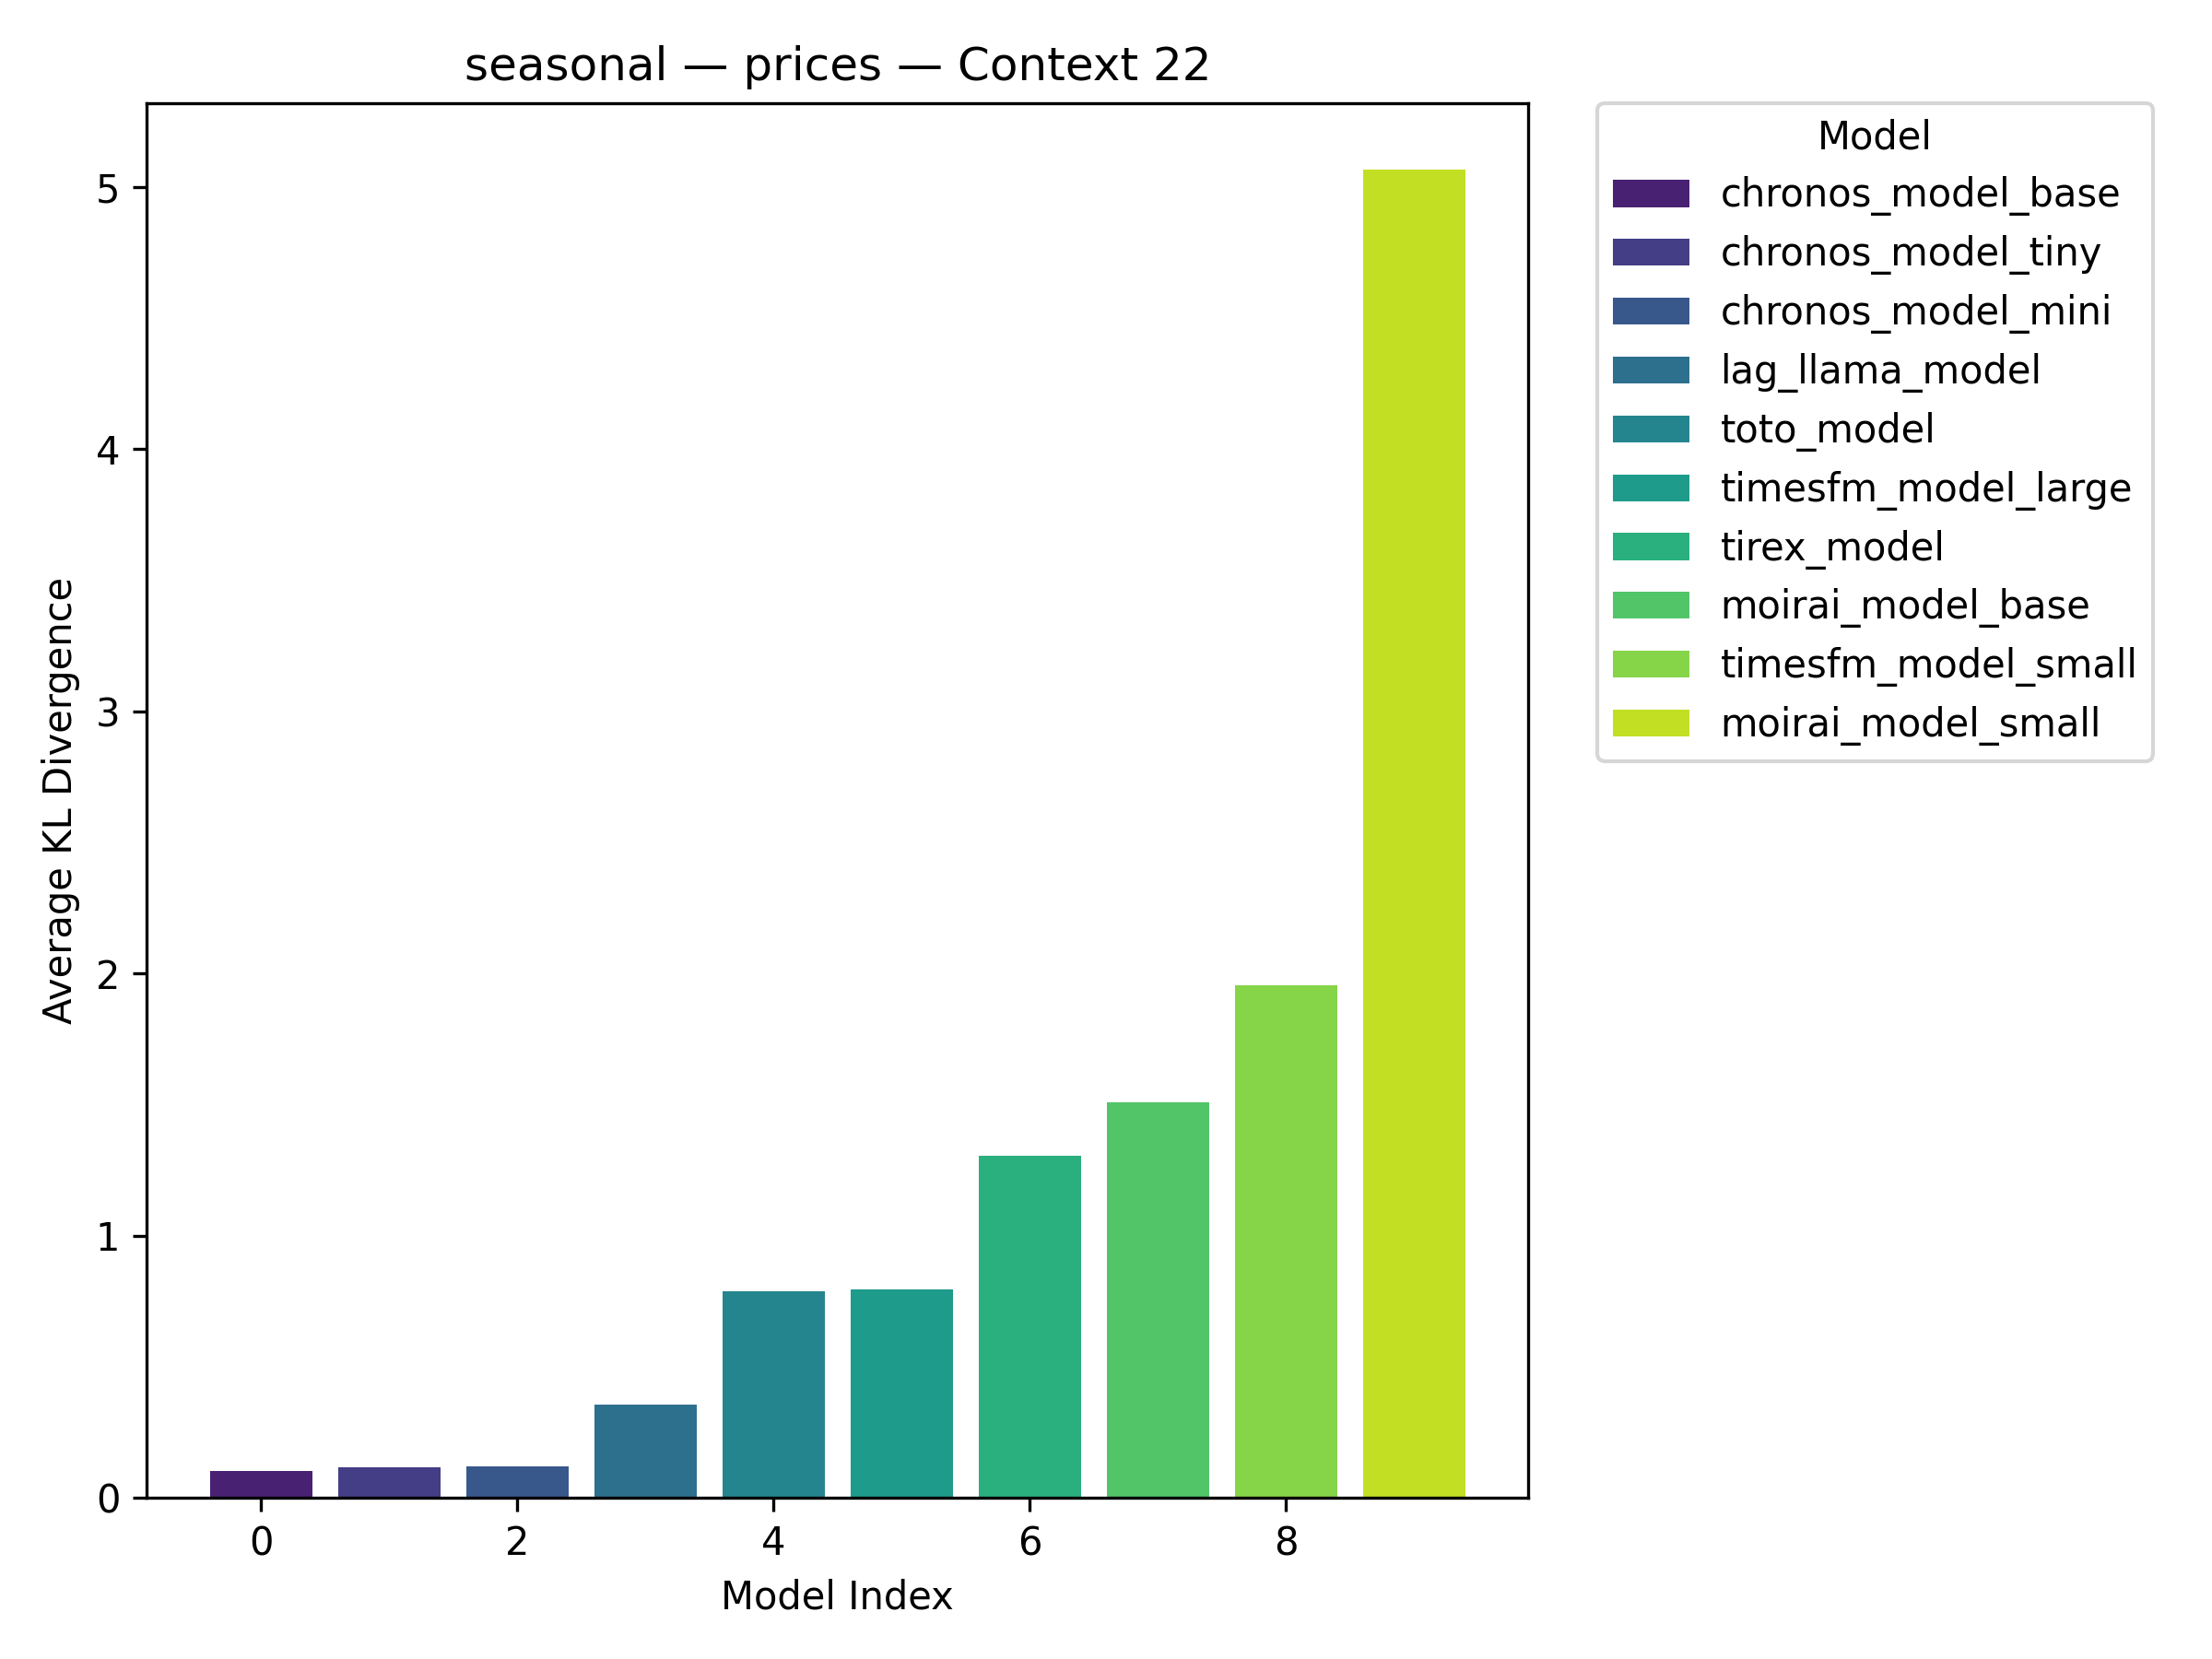 seasonal — prices — Context 22
Average KL Divergence
5
4
3
2
1
0
0 2 4 6 8
Model Index
Model
chronos_model_base
chronos_model_tiny
chronos_model_mini
lag_llama_model
toto_model
timesfm_model_large
tirex_model
moirai_model_base
timesfm_model_small
moirai_model_small